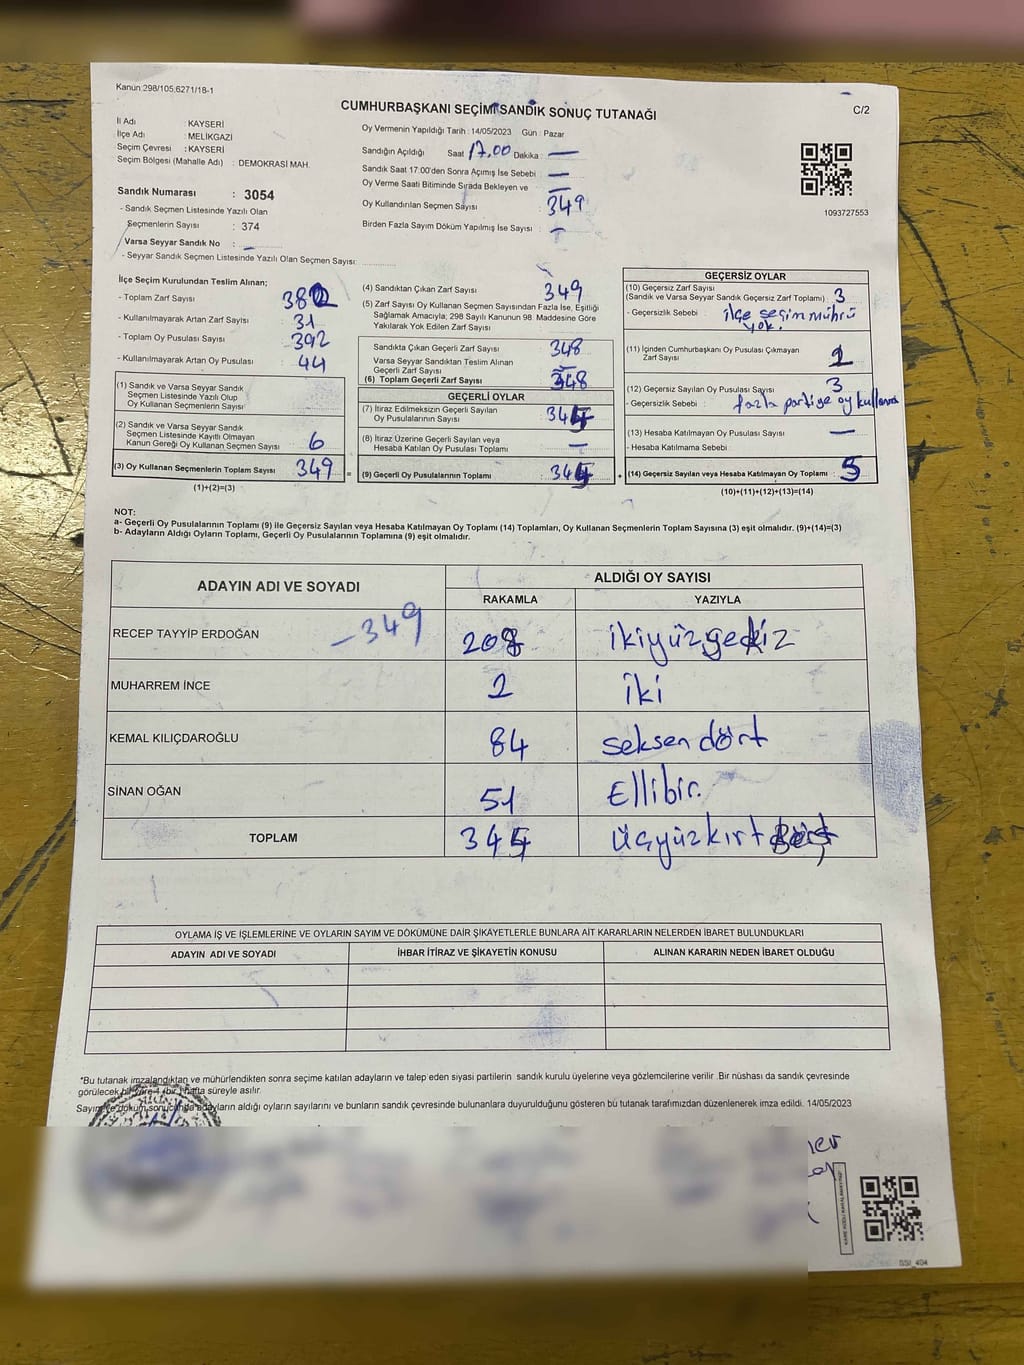 Kanun:298/105,6271/18-1
CUMHURBAŞKANI SEÇİMİ SANDIK SONUÇ TUTANAĞI
C/2
İl Adı : KAYSERİ
İlçe Adı : MELİKGAZİ
Seçim Çevresi : KAYSERİ
Seçim Bölgesi (Mahalle Adı) : DEMOKRASİ MAH.
Sandık Numarası : 3054
- Sandık Seçmen Listesinde Yazılı Olan
Seçmenlerin Sayısı : 374
Varsa Seyyar Sandık No : –
- Seyyar Sandık Seçmen Listesinde Yazılı Olan Seçmen Sayısı:
Oy Vermenin Yapıldığı Tarih : 14/05/2023 Gün : Pazar
Sandığın Açıldığı Saat 17.00 Dakika : —
Sandık Saat 17:00'den Sonra Açımış İse Sebebi : —
Oy Verme Saati Bitiminde Sırada Bekleyen ve : —
Oy Kullandırılan Seçmen Sayısı : 349
Birden Fazla Sayım Döküm Yapılmış İse Sayısı : –
1093727553
İlçe Seçim Kurulundan Teslim Alınan;
- Toplam Zarf Sayısı
- Kullanılmayarak Artan Zarf Sayısı 31
- Toplam Oy Pusulası Sayısı 392
- Kullanılmayarak Artan Oy Pusulası 44
(1) Sandık ve Varsa Seyyar Sandık
Seçmen Listesinde Yazılı Olup
Oy Kullanan Seçmenlerin Sayısı
(2) Sandık ve Varsa Seyyar Sandık
Seçmen Listesinde Kayıtlı Olmayan
Kanun Gereği Oy Kullanan Seçmen Sayısı 6
(3) Oy Kullanan Seçmenlerin Toplam Sayısı 349 =
(1)+(2)=(3)
(4) Sandıktan Çıkan Zarf Sayısı 349
(5) Zarf Sayısı Oy Kullanan Seçmen Sayısından Fazla İse, Eşitliği
Sağlamak Amacıyla; 298 Sayılı Kanunun 98. Maddesine Göre
Yakılarak Yok Edilen Zarf Sayısı
Sandıkta Çıkan Geçerli Zarf Sayısı 348
Varsa Seyyar Sandıktan Teslim Alınan
Geçerli Zarf Sayısı —
(6) Toplam Geçerli Zarf Sayısı 348
GEÇERLİ OYLAR
(7) İtiraz Edilmeksizin Geçerli Sayılan
Oy Pusulalarının Sayısı
(8) İtiraz Üzerine Geçerli Sayılan veya
Hesaba Katılan Oy Pusulası Toplamı —
(9) Geçerli Oy Pusulalarının Toplamı +
GEÇERSİZ OYLAR
(10) Geçersiz Zarf Sayısı
(Sandık ve Varsa Seyyar Sandık Geçersiz Zarf Toplamı) : 3
- Geçersizlik Sebebi : ilçe seçim mührü
yok.
(11) İçinden Cumhurbaşkanı Oy Pusulası Çıkmayan
Zarf Sayısı
(12) Geçersiz Sayılan Oy Pusulası Sayısı : 3
- Geçersizlik Sebebi : fazla partiye oy
(13) Hesaba Katılmayan Oy Pusulası Sayısı : —
- Hesaba Katılmama Sebebi :
(14) Geçersiz Sayılan veya Hesaba Katılmayan Oy Toplamı : 5
(10)+(11)+(12)+(13)=(14)
NOT:
a- Geçerli Oy Pusulalarının Toplamı (9) ile Geçersiz Sayılan veya Hesaba Katılmayan Oy Toplamı (14) Toplamları, Oy Kullanan Seçmenlerin Toplam Sayısına (3) eşit olmalıdır. (9)+(14)=(3)
b- Adayların Aldığı Oyların Toplamı, Geçerli Oy Pusulalarının Toplamına (9) eşit olmalıdır.
ADAYIN ADI VE SOYADI
ALDIĞI OY SAYISI
RAKAMLA
YAZIYLA
RECEP TAYYİP ERDOĞAN –349 208 ikiyüz
MUHARREM İNCE 2 iki
KEMAL KILIÇDAROĞLU 84 seksen dört
SİNAN OĞAN 51 Ellibir.
TOPLAM 345 Üçyüzkırt
OYLAMA İŞ VE İŞLEMLERİNE VE OYLARIN SAYIM VE DÖKÜMÜNE DAİR ŞİKAYETLERLE BUNLARA AİT KARARLARIN NELERDEN İBARET BULUNDUKLARI
ADAYIN ADI VE SOYADI
İHBAR İTİRAZ VE ŞİKAYETİN KONUSU
ALINAN KARARIN NEDEN İBARET OLDUĞU
*Bu tutanak imzalandıktan ve mühürlendikten sonra seçime katılan adayların ve talep eden siyasi partilerin sandık kurulu üyelerine veya gözlemcilerine verilir .Bir nüshası da sandık çevresinde
görülecek bir yere 1 (bir) hafta süreyle asılır.
Sayım ve döküm sonucunda adayların aldığı oyların sayılarını ve bunların sandık çevresinde bulunanlara duyurulduğunu gösteren bu tutanak tarafımızdan düzenlenerek imza edildi. 14/05/2023